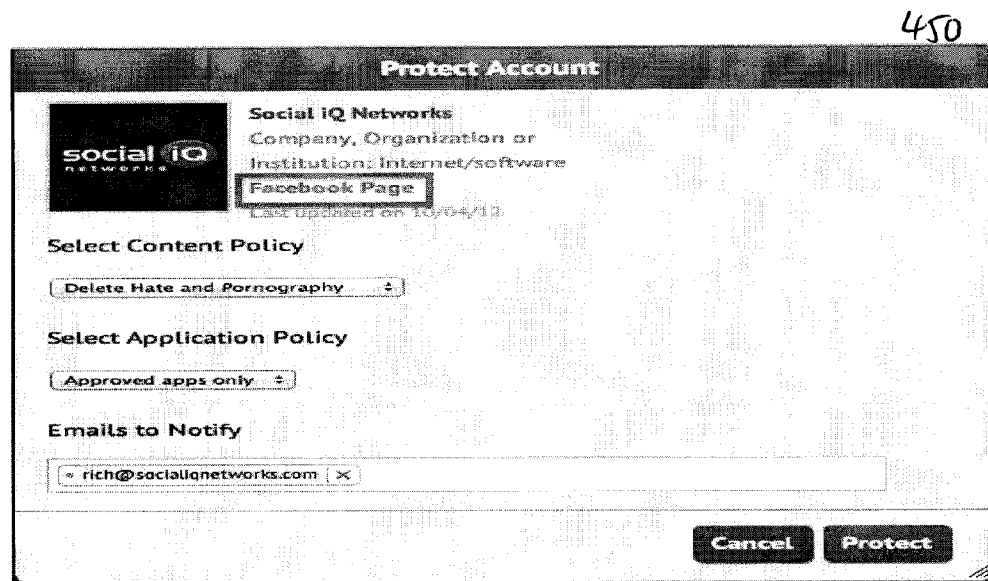 450
Protect Account
social iQ
networks
Social iQ Networks
Company, Organization or
Institution: Internet/software
Facebook Page
Last updated on 10/04/12
Select Content Policy
Delete Hate and Pornography
Select Application Policy
Approved apps only
Emails to Notify
rich@socialiqnetworks.com
Cancel Protect